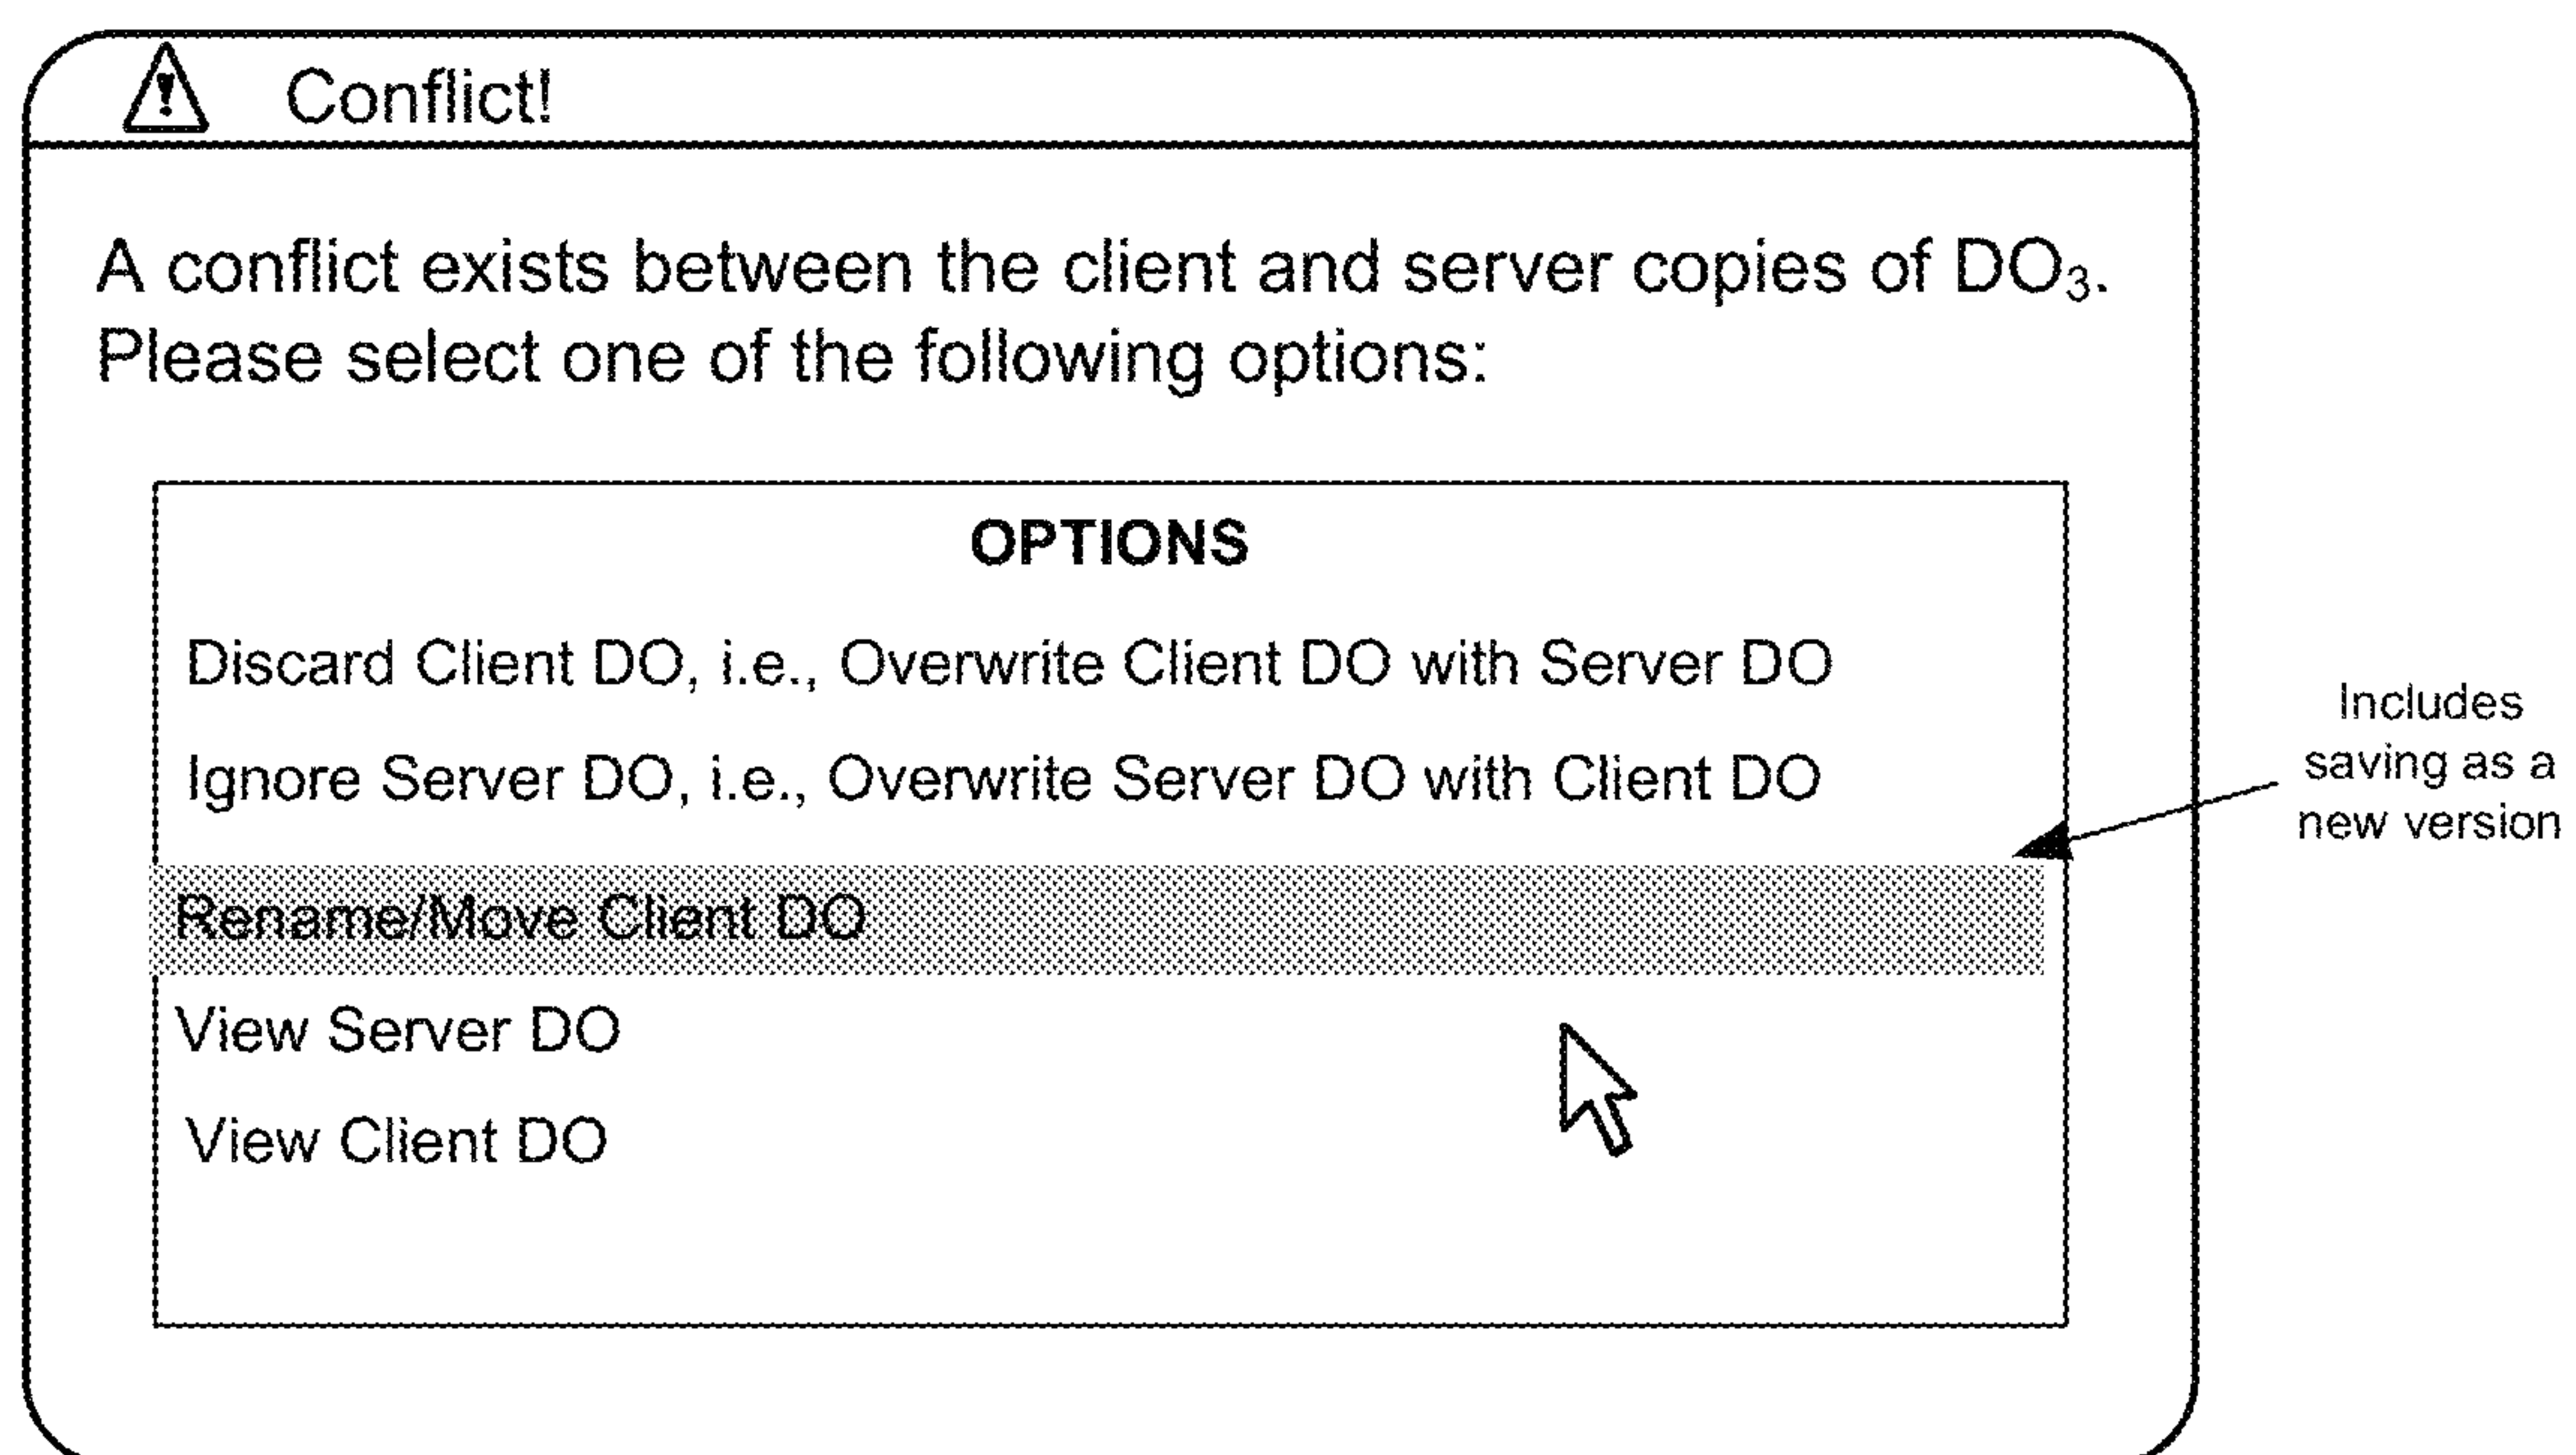 Conflict!
A conflict exists between the client and server copies of DO₃.
Please select one of the following options:
OPTIONS
Discard Client DO, i.e., Overwrite Client DO with Server DO
Ignore Server DO, i.e., Overwrite Server DO with Client DO
Rename/Move Client DO
View Server DO
View Client DO
Includes
saving as a
new version